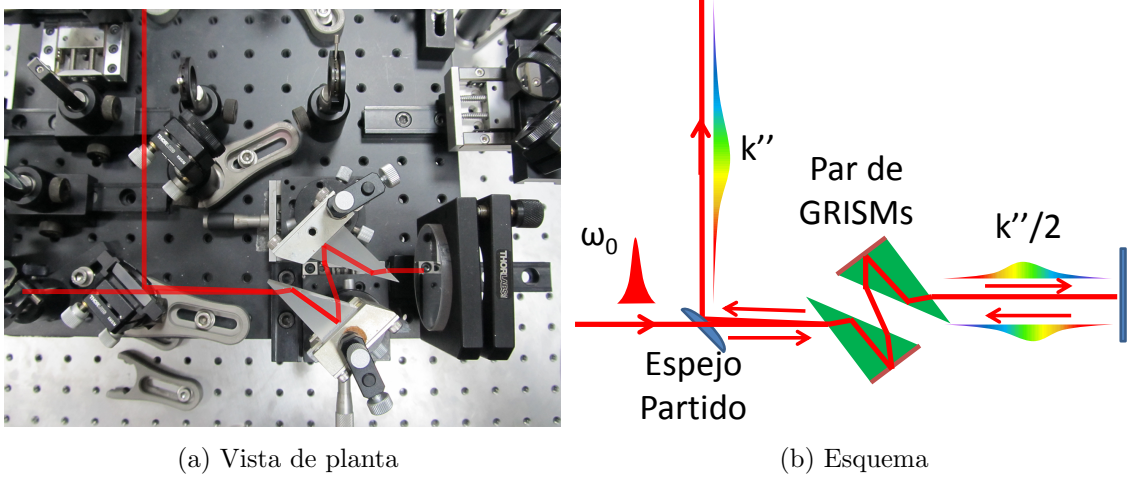 THORLABS
k''
Par de
GRISMs
ω₀
k''/2
Espejo
Partido
(a) Vista de planta
(b) Esquema